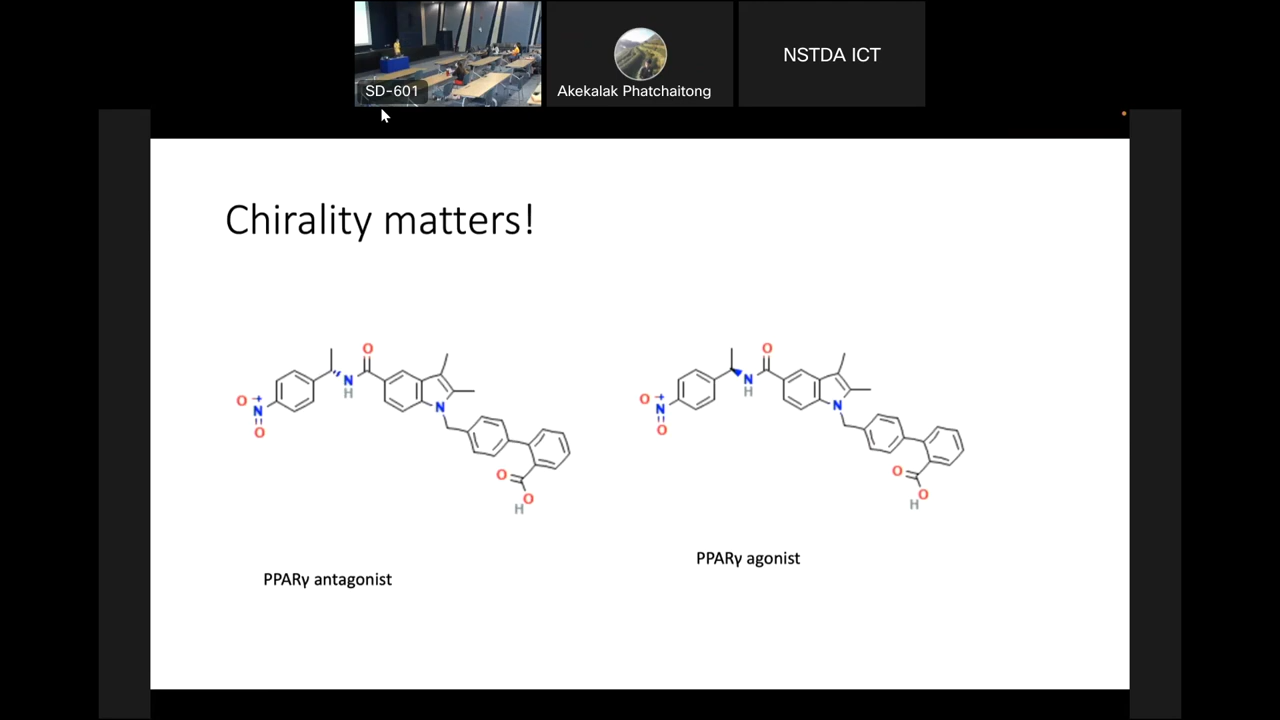 SD-601
Akekalak Phatchaitong
NSTDA ICT
Chirality matters!
O
N
H
N
O
N+
O
O
O
H
O
N
H
N
O
N+
O
O
O
H
PPARγ antagonist
PPARγ agonist